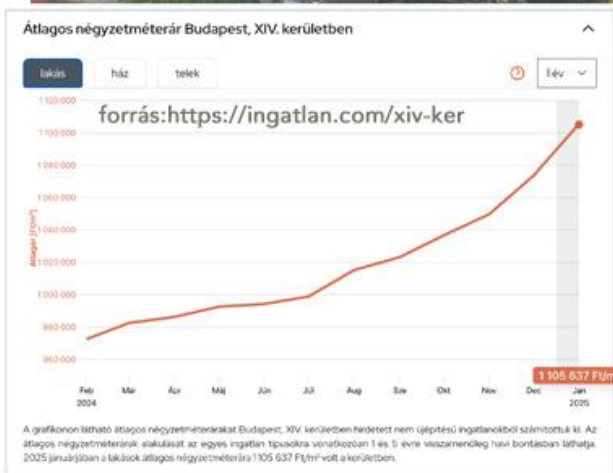 Átlagos négyzetméterár Budapest, XIV. kerületben
lakás ház telek 1 év
forrás:https://ingatlan.com/xiv-ker
Átlagár [Ft/m²]
1 120 000
1 100 000
1 080 000
1 060 000
1 040 000
1 020 000
1 000 000
980 000
960 000
1 105 637 Ft/m
Feb Már Ápr Máj Jún Júl Aug Sze Okt Nov Dec Jan
2024 2025
A grafikonon látható átlagos négyzetméterárakat Budapest, XIV. kerületben hirdetett nem újépítésű ingatlanokból számítottuk ki. Az
átlagos négyzetméterárak alakulását az egyes ingatlan típusokra vonatkozóan 1 és 5 évre visszamenőleg havi bontásban láthatja.
2025 januárjában a lakások átlagos négyzetméterára 1 105 637 Ft/m² volt a kerületben.